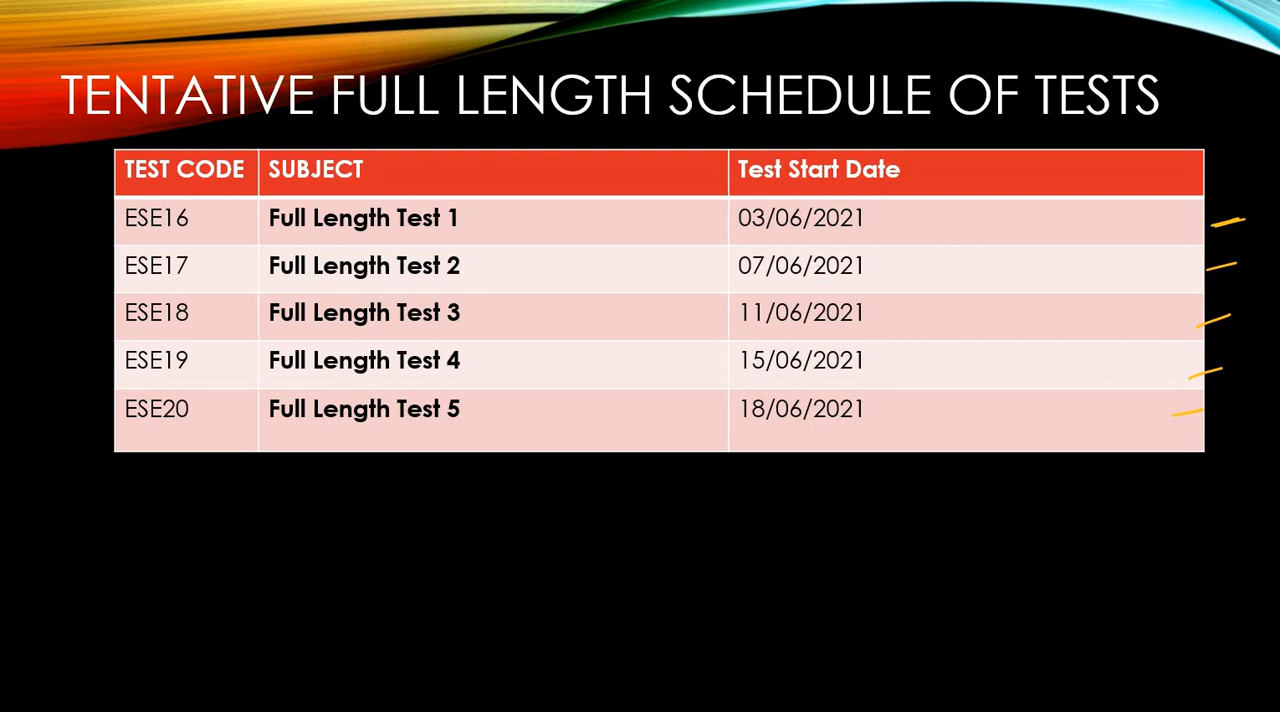 TENTATIVE FULL LENGTH SCHEDULE OF TESTS
TEST CODE SUBJECT Test Start Date
ESE16 Full Length Test 1 03/06/2021
ESE17 Full Length Test 2 07/06/2021
ESE18 Full Length Test 3 11/06/2021
ESE19 Full Length Test 4 15/06/2021
ESE20 Full Length Test 5 18/06/2021